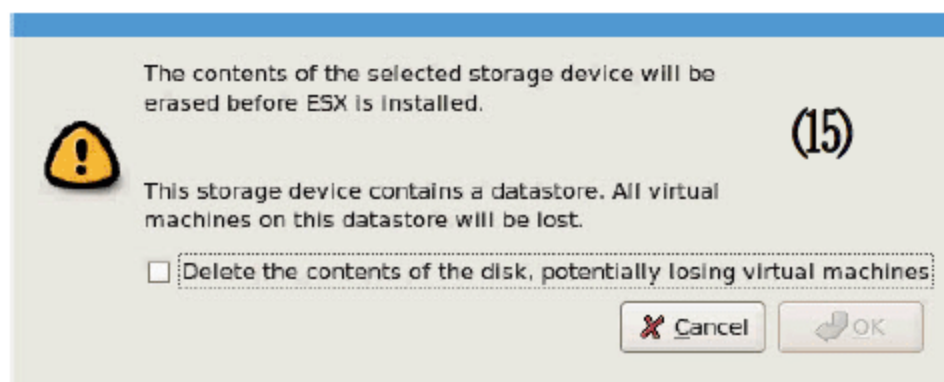 The contents of the selected storage device will be
erased before ESX is installed.
(15)
This storage device contains a datastore. All virtual
machines on this datastore will be lost.
Delete the contents of the disk, potentially losing virtual machines
Cancel
OK